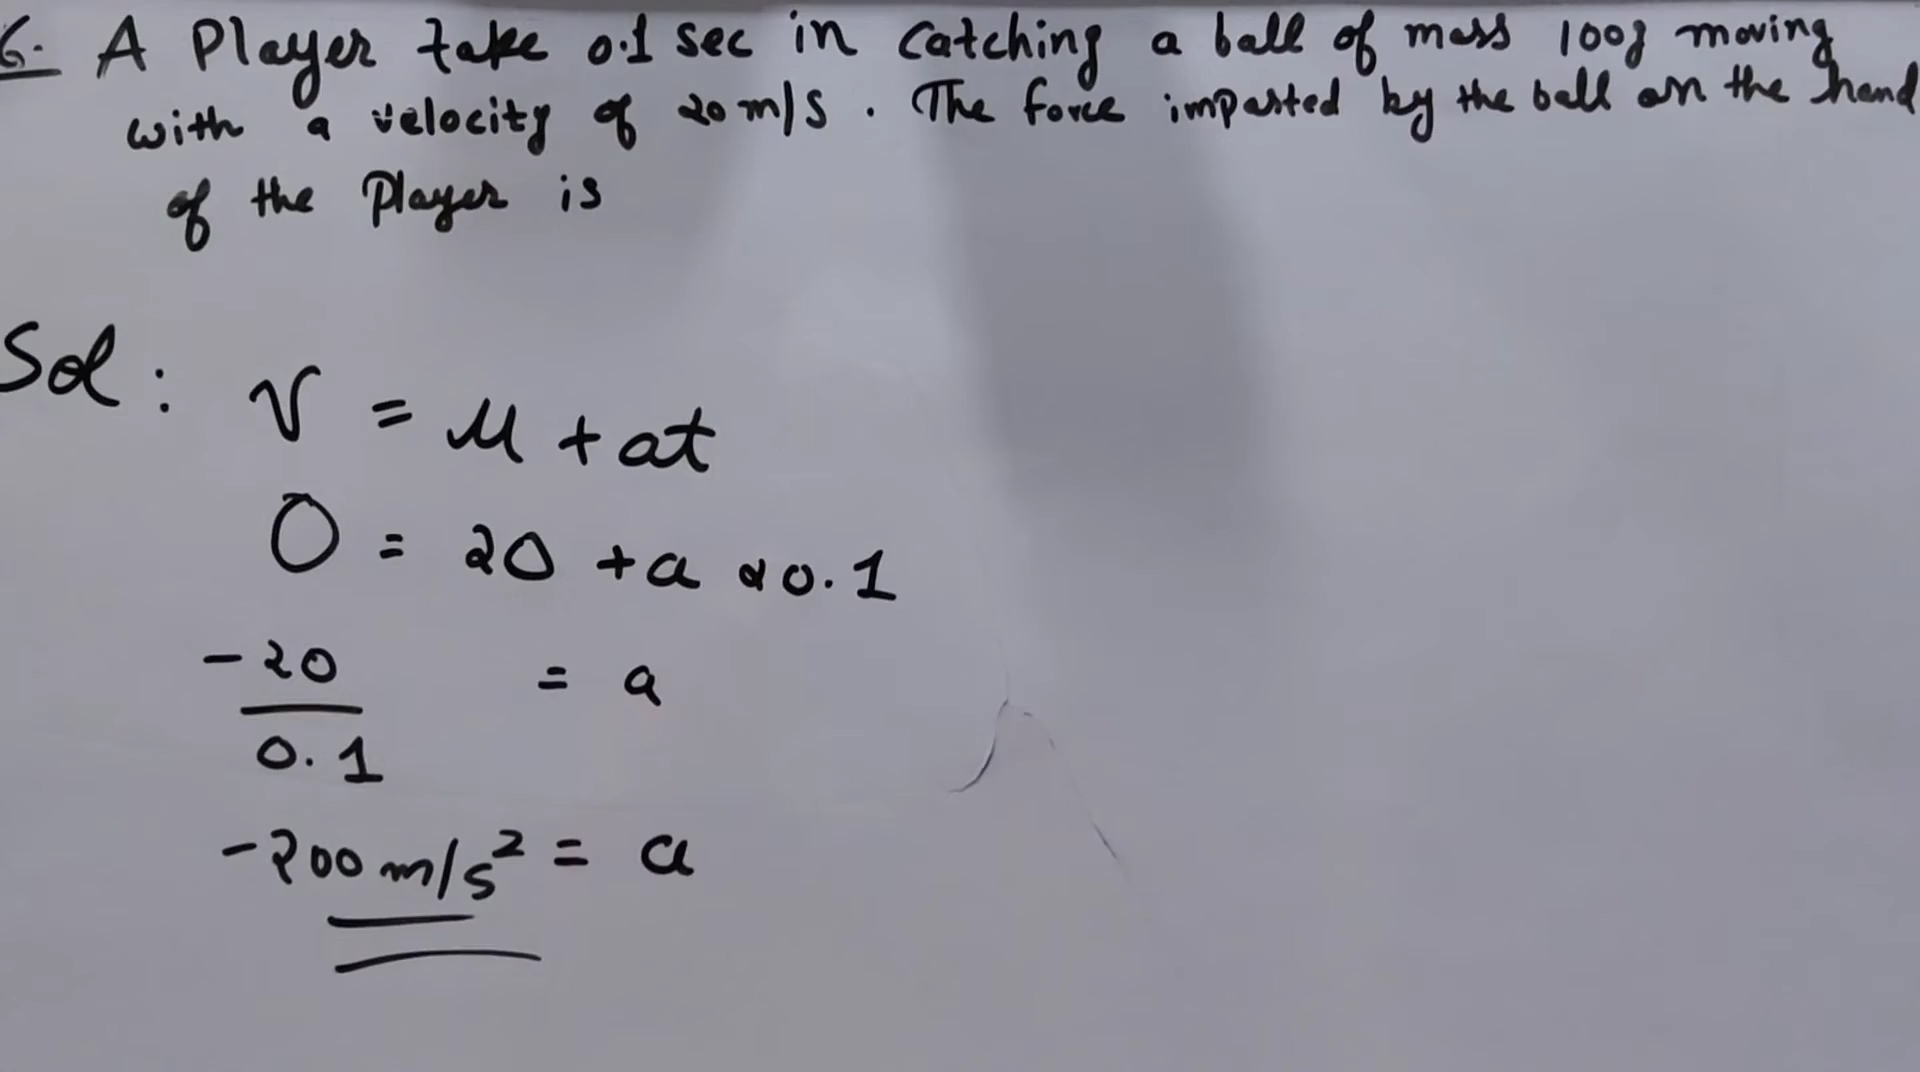 6. A Player take 0.1 sec in catching a ball of mass 100g moving
with a velocity of 20 m/s. The force imparted by the ball on the hand
of the Player is
Sol: v = u + at
0 = 20 + a x 0.1
-20/0.1 = a
-200 m/s² = a